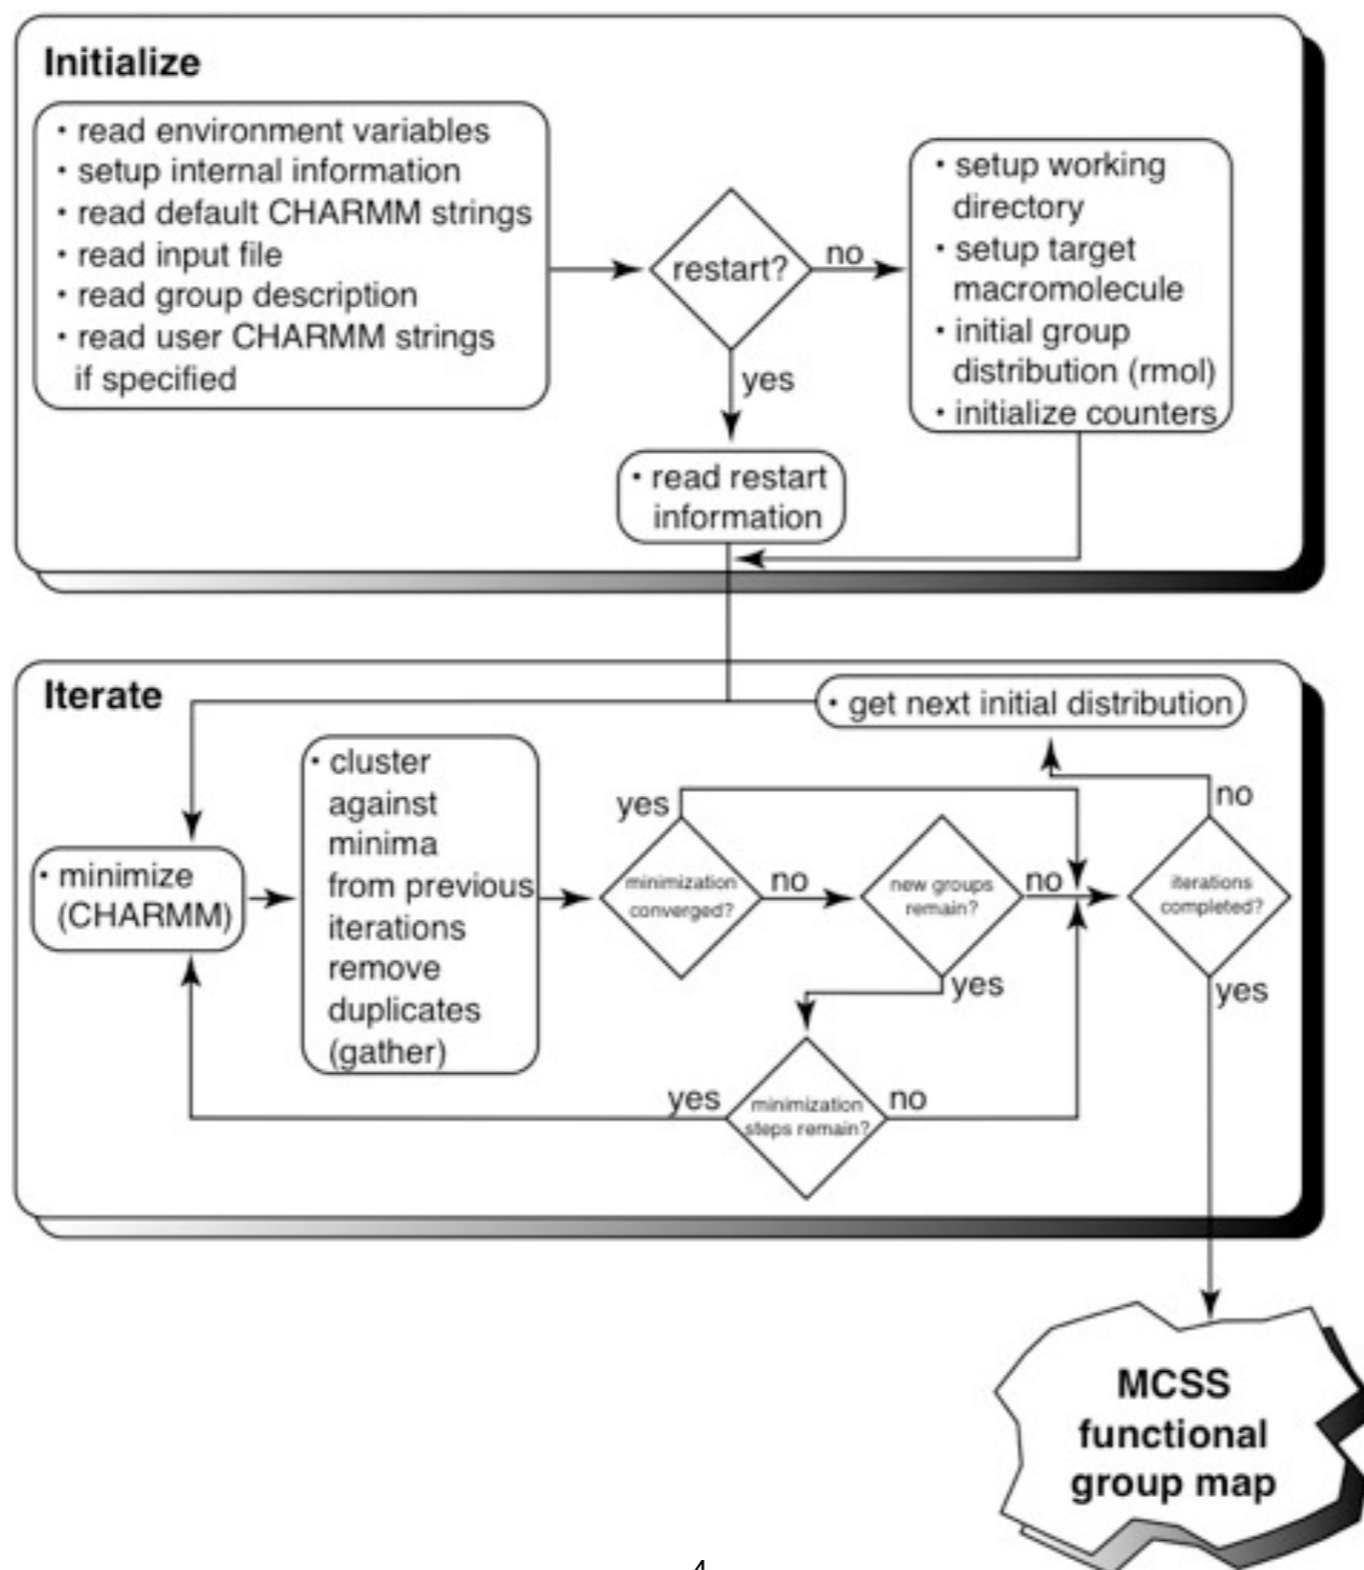 Initialize
• read environment variables
• setup internal information
• read default CHARMM strings
• read input file
• read group description
• read user CHARMM strings
if specified
restart?
no
yes
• setup working
directory
• setup target
macromolecule
• initial group
distribution (rmol)
• initialize counters
• read restart
information
Iterate
• get next initial distribution
• minimize
(CHARMM)
• cluster
against
minima
from previous
iterations
remove
duplicates
(gather)
yes
minimization
converged?
no
new groups
remain?
no
yes
minimization
steps remain?
yes
no
iterations
completed?
no
yes
MCSS
functional
group map
4